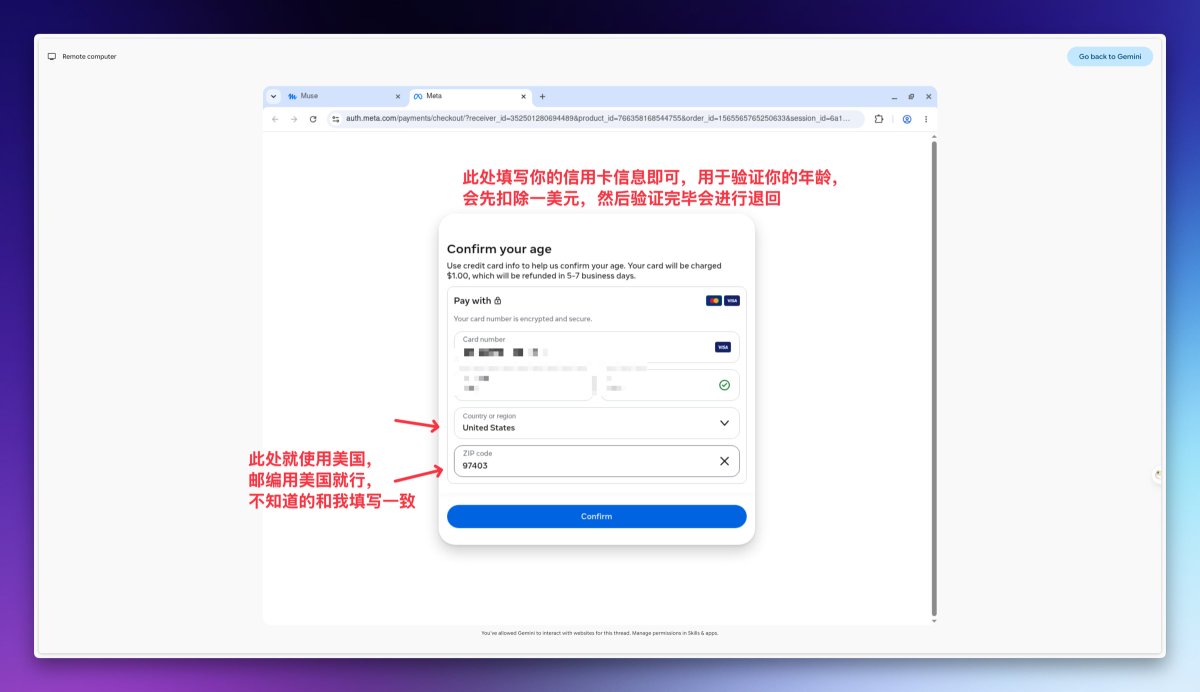 Remote computer
Go back to Gemini
Muse
Meta
auth.meta.com/payments/checkout/?receiver_id=352501280694489&product_id=766358168544755&order_id=1565565765250633&session_id=6a1...
此处填写你的信用卡信息即可，用于验证你的年龄，
会先扣除一美元，然后验证完毕会进行退回
Confirm your age
Use credit card info to help us confirm your age. Your card will be charged
$1.00, which will be refunded in 5-7 business days.
Pay with
VISA
Your card number is encrypted and secure.
Card number
VISA
Country or region
United States
此处就使用美国，
邮编用美国就行，
不知道的和我填写一致
ZIP code
97403
Confirm
You've allowed Gemini to interact with websites for this thread. Manage permissions in Skills & apps.